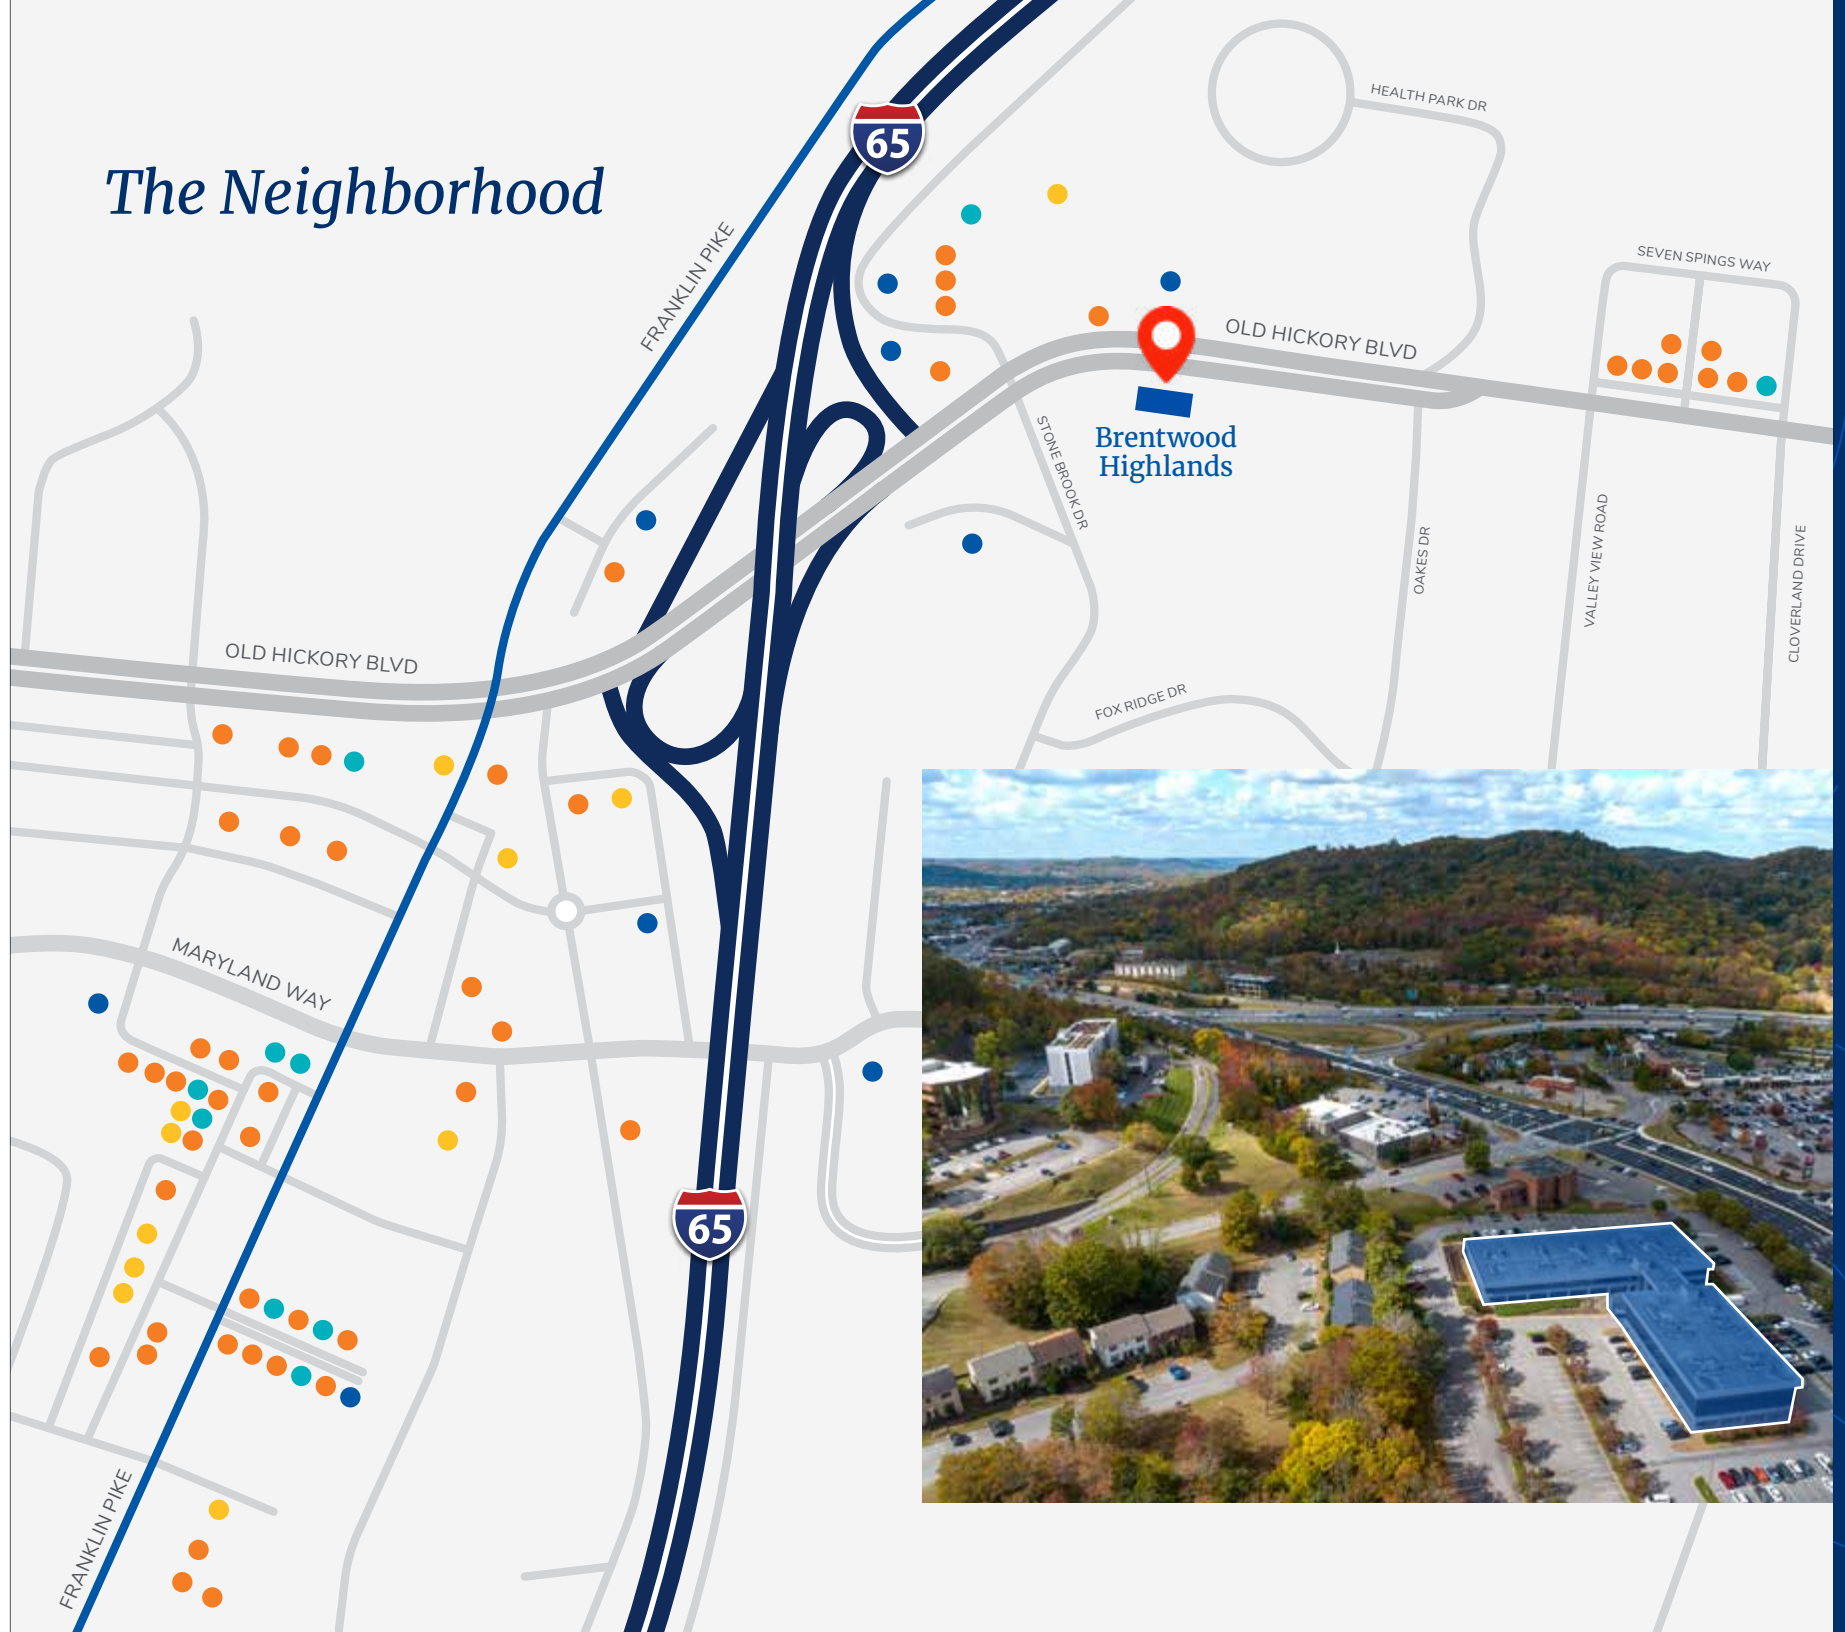 The Neighborhood
65
FRANKLIN PIKE
HEALTH PARK DR
SEVEN SPINGS WAY
OLD HICKORY BLVD
Brentwood
Highlands
STONE BROOK DR
OAKES DR
VALLEY VIEW ROAD
CLOVERLAND DRIVE
OLD HICKORY BLVD
FOX RIDGE DR
MARYLAND WAY
65
FRANKLIN PIKE